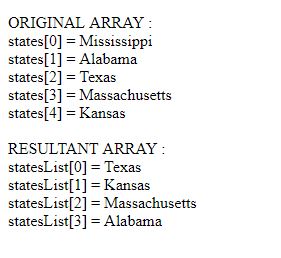 ORIGINAL ARRAY :
states[0] = Mississippi
states[1] = Alabama
states[2] = Texas
states[3] = Massachusetts
states[4] = Kansas
RESULTANT ARRAY :
statesList[0] = Texas
statesList[1] = Kansas
statesList[2] = Massachusetts
statesList[3] = Alabama